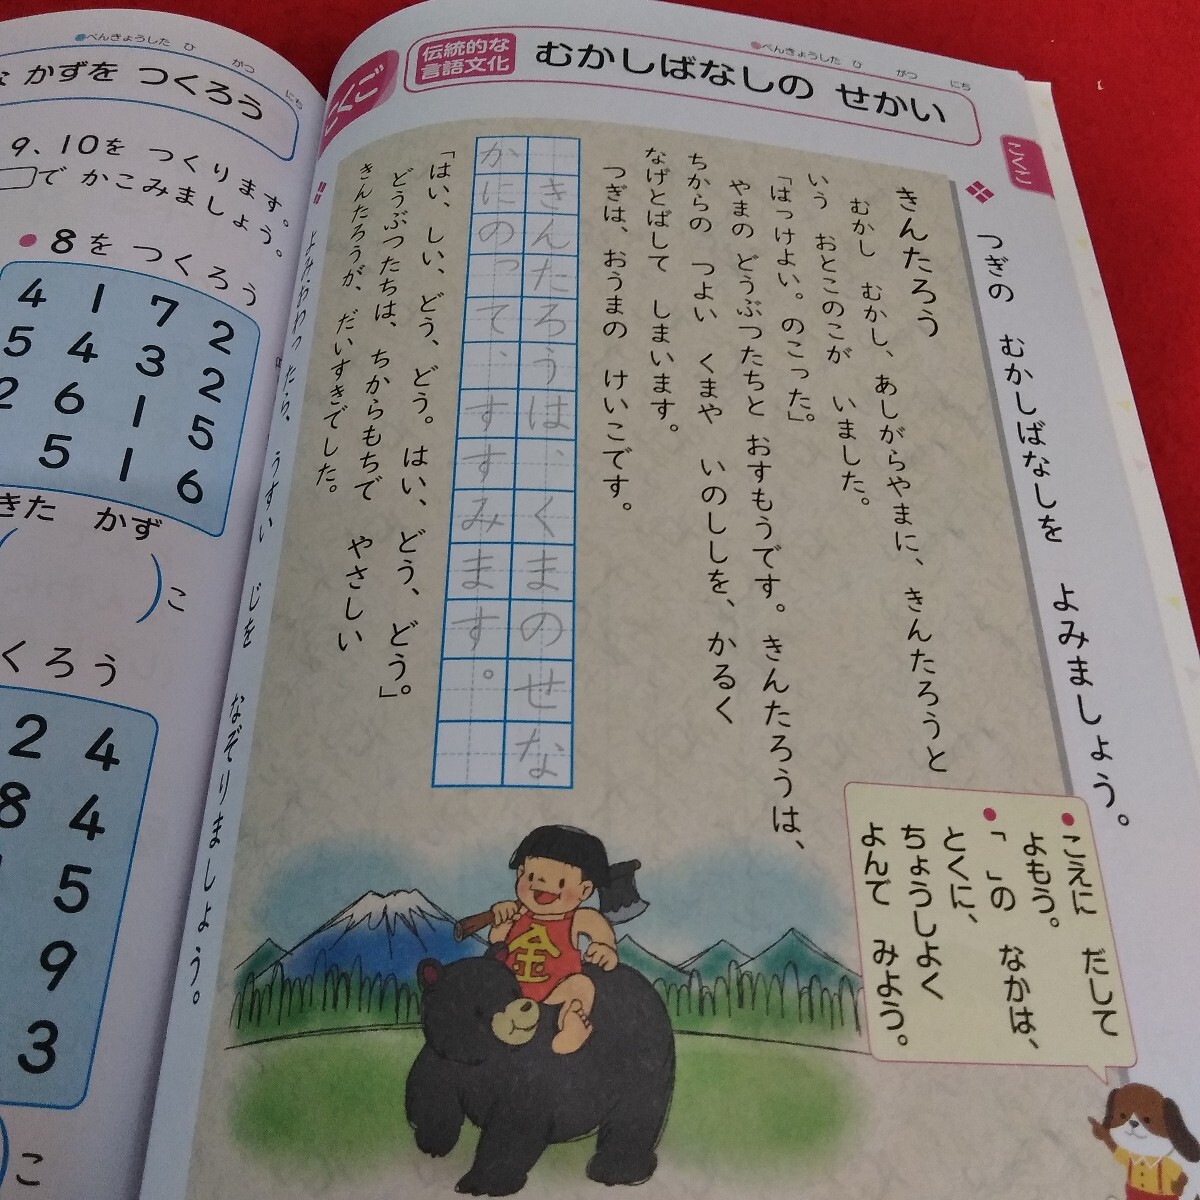 べんきょうした ひ
がつ
にち
かずを つくろう
9、10を つくります。
で かこみましょう。
8を つくろう
4 1 7 2
5 4 3 2
2 6 1 5
5 1 6
きた かず
こ
くろう
2 4
8 4
5
9
3
こ
べんきょうした ひ
がつ
にち
こくご
伝統的な
言語文化
むかしばなしの せかい
こくご
つぎの むかしばなしを よみましょう。
きんたろう
むかし むかし、あしがらやまに、きんたろうと
いう おとこのこが いました。
「はっけよい。のこった」
やまの どうぶつたちと おすもうです。きんたろうは、
ちからの つよい くまや いのししを、かるく
なげとばして しまいます。
つぎは、おうまの けいこです。
きんたろうは、くまのせな
かにのって、すすみます。
「はい、しい、どう、どう。はい、どう、どう」。
どうぶつたちは、ちからもちで やさしい
きんたろうが、だいすきでした。
よみおわったら、うすい じを なぞりましょう。
こえに だして
よもう。
「 」の なかは、
とくに、
ちょうしよく
よんで みよう。
金